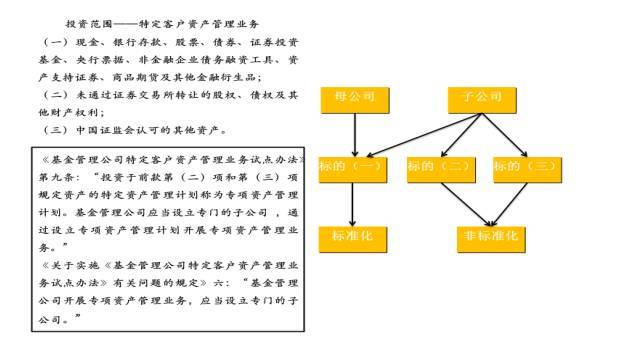 投资范围——特定客户资产管理业务
（一）现金、银行存款、股票、债券、证券投资
基金、央行票据、非金融企业债务融资工具、资
产支持证券、商品期货及其他金融衍生品；
（二）未通过证券交易所转让的股权、债权及其
他财产权利；
（三）中国证监会认可的其他资产。
《基金管理公司特定客户资产管理业务试点办法》
第九条：“投资于前款第（二）项和第（三）项
规定资产的特定资产管理计划称为专项资产管理
计划。基金管理公司应当设立专门的子公司 ，通
过设立专项资产管理计划开展专项资产管理业
务。”
《关于实施《基金管理公司特定客户资产管理业
务试点办法》有关问题的规定》六：“基金管理
公司开展专项资产管理业务，应当设立专门的子
公司。”
母公司
子公司
标的（一）
标的（二）
标的（三）
标准化
非标准化